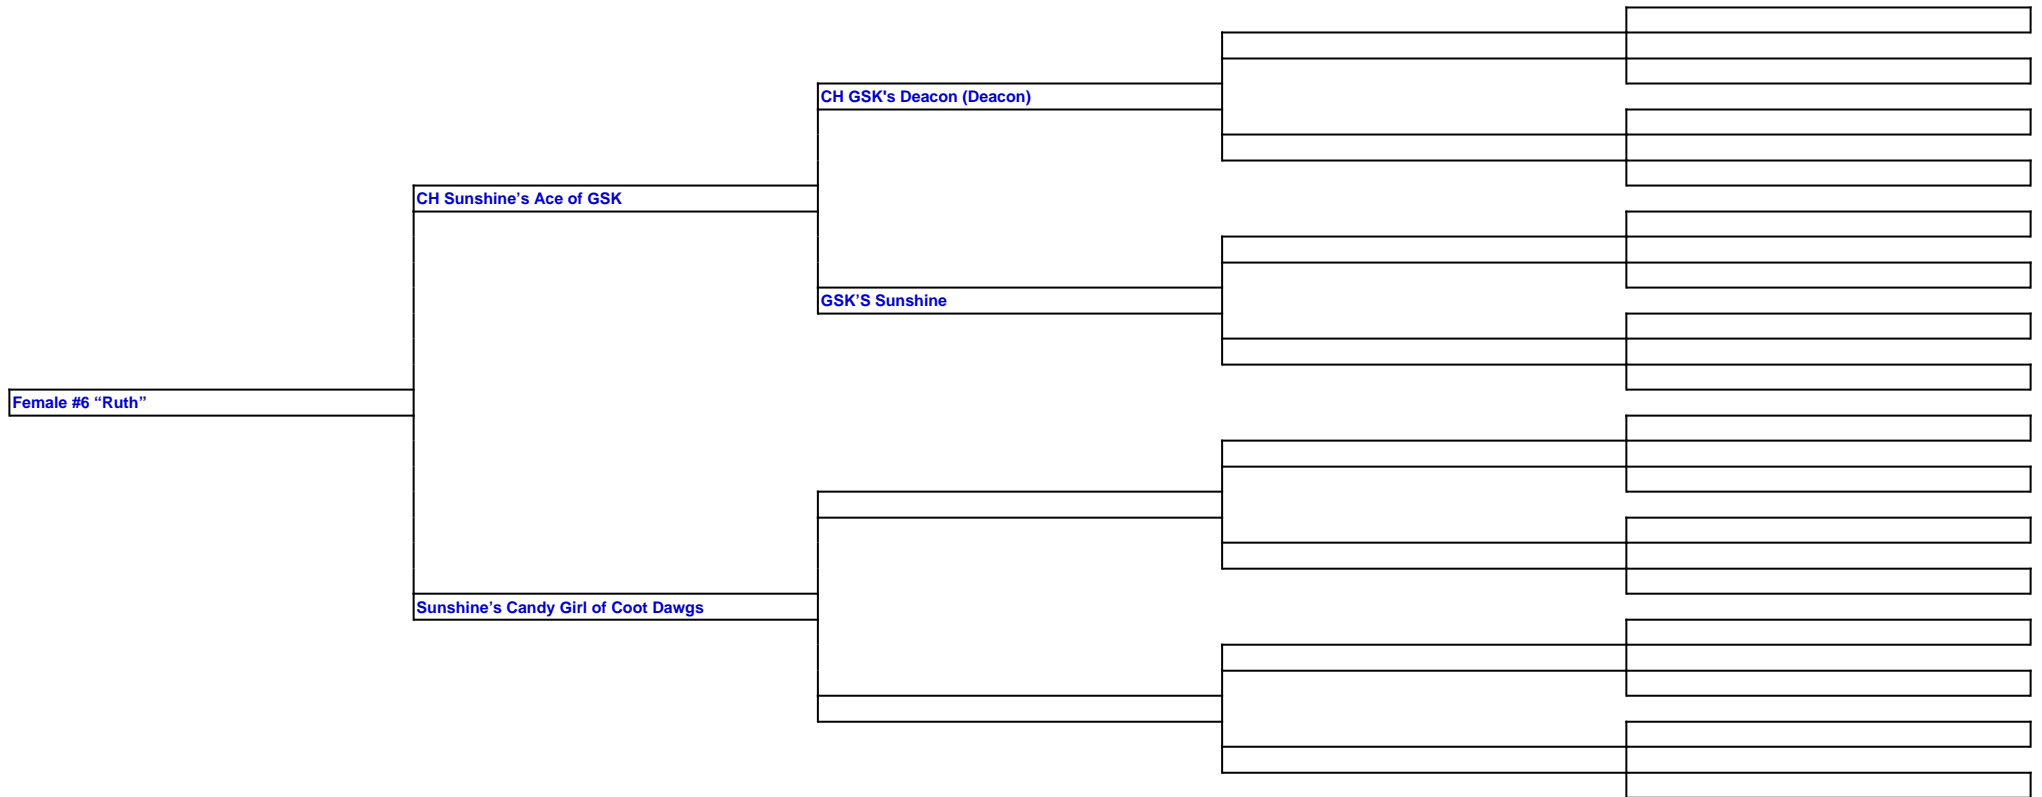 CH GSK's Deacon (Deacon)
CH Sunshine’s Ace of GSK
GSK’S Sunshine
Female #6 “Ruth”
Sunshine’s Candy Girl of Coot Dawgs